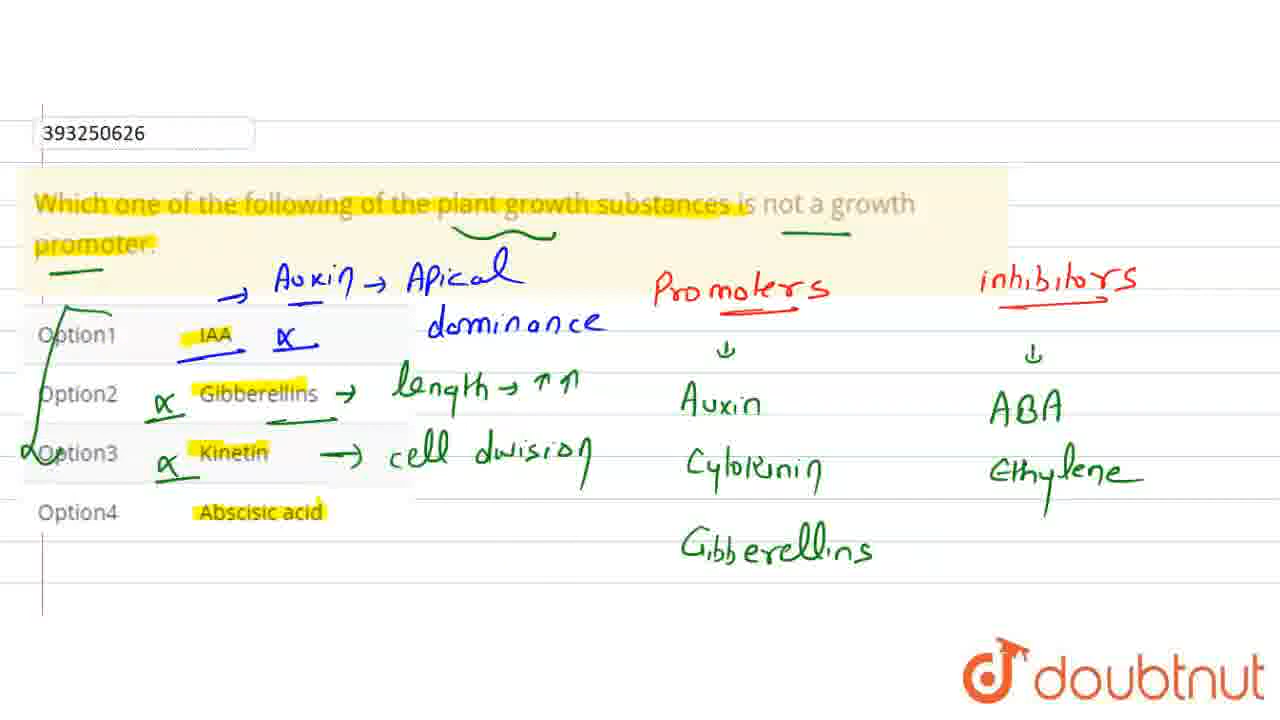 393250626
Which one of the following of the plant growth substances is not a growth
promoter.
→ Auxin → Apical
dominance
Promoters
inhibitors
Option1 IAA
Option2 Gibberellins → length → ↑↑
Option3 Kinetin → cell division
Option4 Abscisic acid
↓
Auxin
Cytokinin
Gibberellins
↓
ABA
Ethylene
doubtnut